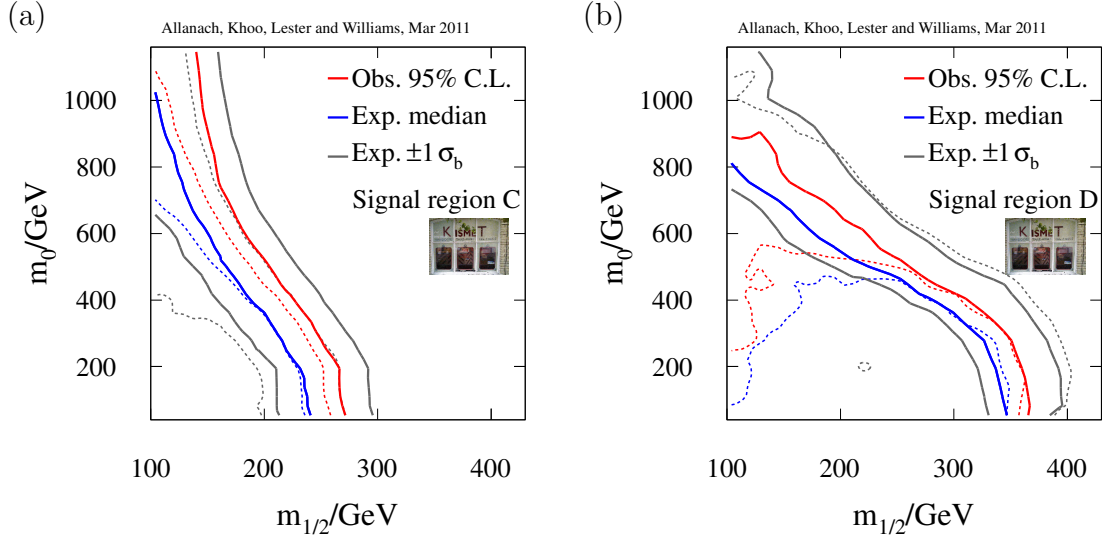 (a)
Allanach, Khoo, Lester and Williams, Mar 2011
Obs. 95% C.L.
Exp. median
Exp. ±1 σb
Signal region C
KISMET
m0/GeV
1000
800
600
400
200
100
200
300
400
m1/2/GeV
(b)
Allanach, Khoo, Lester and Williams, Mar 2011
Obs. 95% C.L.
Exp. median
Exp. ±1 σb
Signal region D
KISMET
m0/GeV
1000
800
600
400
200
100
200
300
400
m1/2/GeV